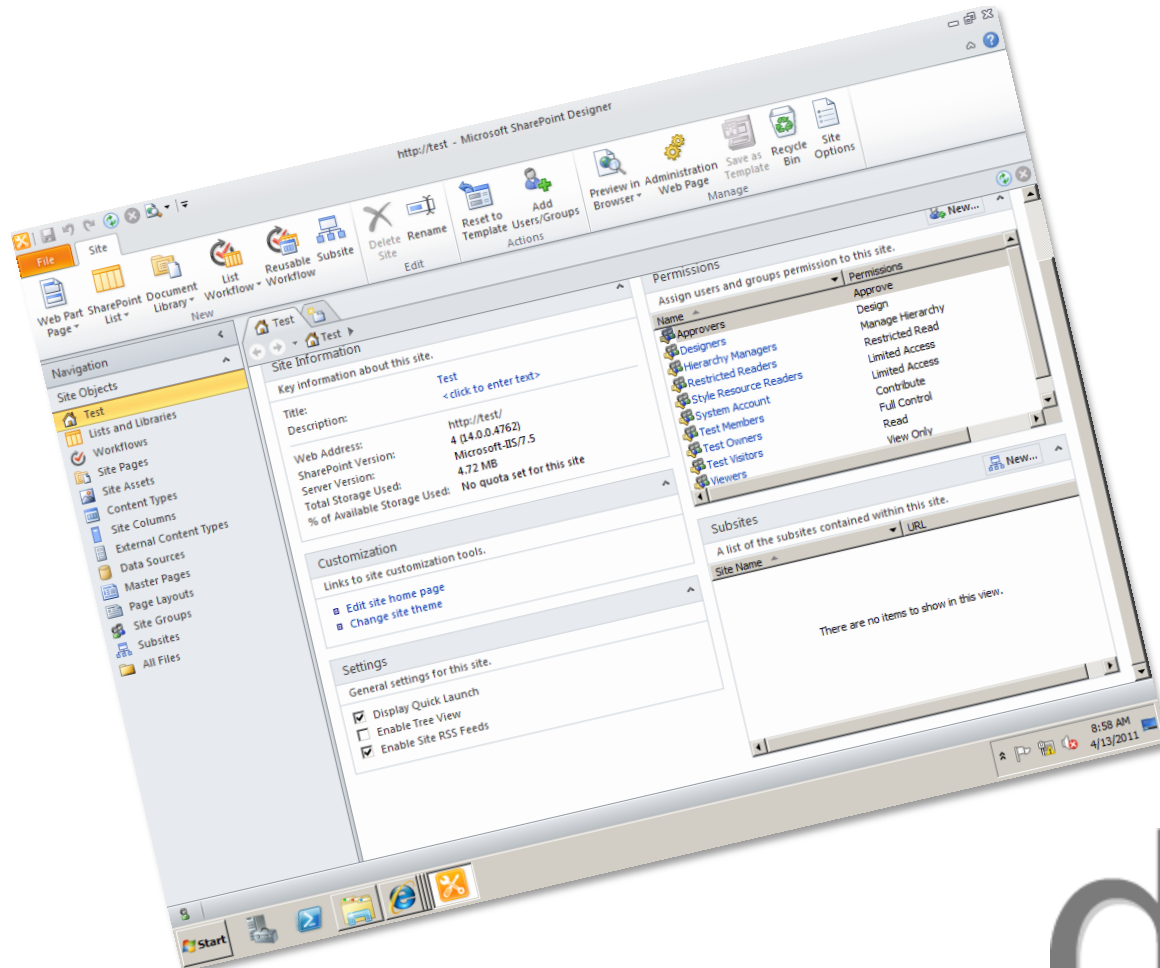 http://test - Microsoft SharePoint Designer
File
Site
Web Part Page
SharePoint List
Document Library
List Workflow
Reusable Workflow
Subsite
New
Delete Site
Rename
Edit
Reset to Template
Add Users/Groups
Actions
Preview in Browser
Administration Web Page
Save as Template
Recycle Bin
Site Options
Manage
Navigation
Site Objects
Test
Lists and Libraries
Workflows
Site Pages
Site Assets
Content Types
Site Columns
External Content Types
Data Sources
Master Pages
Page Layouts
Site Groups
Subsites
All Files
Test
Test
Site Information
Key information about this site.
Title: Test
Description: <click to enter text>
Web Address: http://test/
SharePoint Version: 4 (14.0.0.4762)
Server Version: Microsoft-IIS/7.5
Total Storage Used: 4.72 MB
% of Available Storage Used: No quota set for this site
Customization
Links to site customization tools.
Edit site home page
Change site theme
Settings
General settings for this site.
Display Quick Launch
Enable Tree View
Enable Site RSS Feeds
Permissions
New...
Assign users and groups permission to this site.
Name Permissions
Approvers Approve
Designers Design
Hierarchy Managers Manage Hierarchy
Restricted Readers Restricted Read
Style Resource Readers Limited Access
System Account Limited Access
Test Members Contribute
Test Owners Full Control
Test Visitors Read
Viewers View Only
Subsites
New...
A list of the subsites contained within this site.
Site Name URL
There are no items to show in this view.
Start
8:58 AM
4/13/2011
d